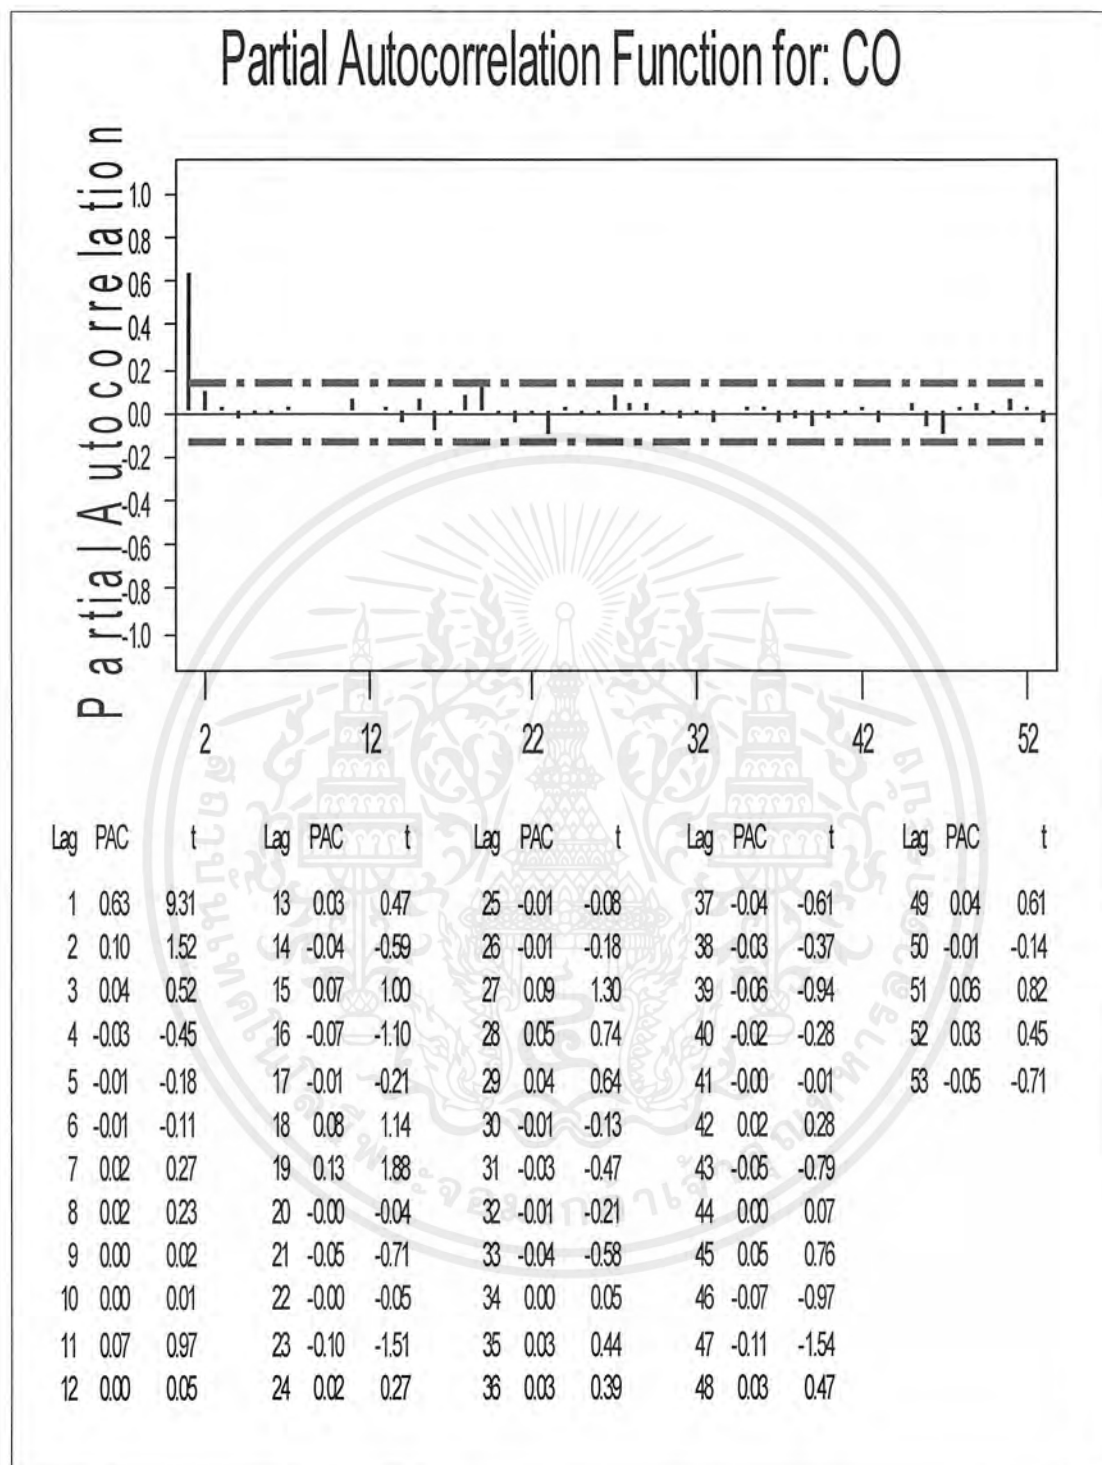 Partial Autocorrelation Function for: CO
Partial Autocorrelation
1.0
0.8
0.6
0.4
0.2
0.0
-0.2
-0.4
-0.6
-0.8
-1.0
2 12 22 32 42 52
Lag PAC t Lag PAC t Lag PAC t Lag PAC t Lag PAC t
1 0.63 9.31 13 0.03 0.47 25 -0.01 -0.08 37 -0.04 -0.61 49 0.04 0.61
2 0.10 1.52 14 -0.04 -0.59 26 -0.01 -0.18 38 -0.03 -0.37 50 -0.01 -0.14
3 0.04 0.52 15 0.07 1.00 27 0.09 1.30 39 -0.06 -0.94 51 0.06 0.82
4 -0.03 -0.45 16 -0.07 -1.10 28 0.05 0.74 40 -0.02 -0.28 52 0.03 0.45
5 -0.01 -0.18 17 -0.01 -0.21 29 0.04 0.64 41 -0.00 -0.01 53 -0.05 -0.71
6 -0.01 -0.11 18 0.08 1.14 30 -0.01 -0.13 42 0.02 0.28
7 0.02 0.27 19 0.13 1.88 31 -0.03 -0.47 43 -0.05 -0.79
8 0.02 0.23 20 -0.00 -0.04 32 -0.01 -0.21 44 0.00 0.07
9 0.00 0.02 21 -0.05 -0.71 33 -0.04 -0.58 45 0.05 0.76
10 0.00 0.01 22 -0.00 -0.05 34 0.00 0.05 46 -0.07 -0.97
11 0.07 0.97 23 -0.10 -1.51 35 0.03 0.44 47 -0.11 -1.54
12 0.00 0.05 24 0.02 0.27 36 0.03 0.39 48 0.03 0.47